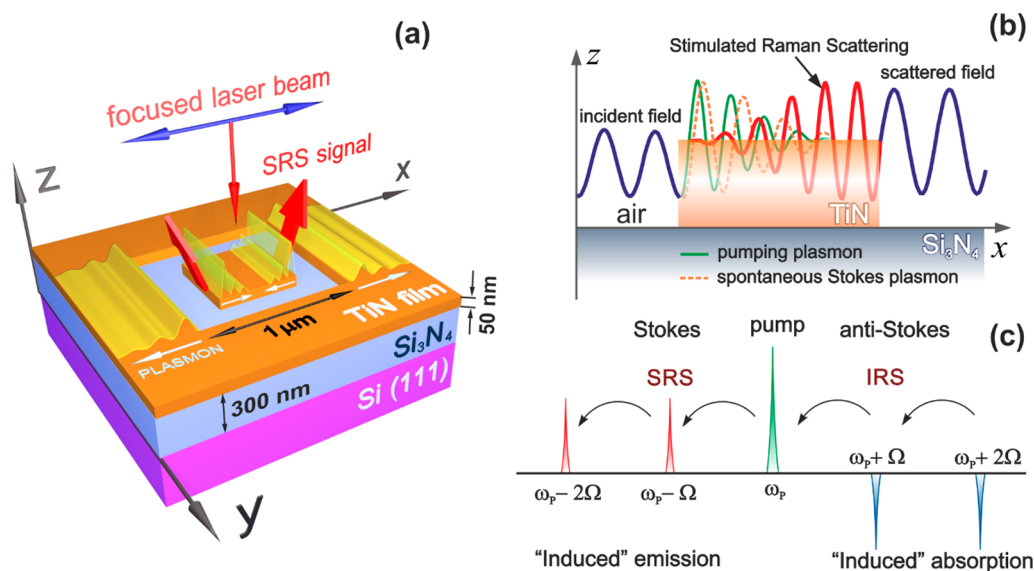 (a)
focused laser beam
SRS signal
z
x
1 μm
TiN film
50 nm
PLASMON
Si₃N₄
300 nm
Si (111)
y
(b)
z
Stimulated Raman Scattering
scattered field
incident field
air
TiN
Si₃N₄
x
pumping plasmon
spontaneous Stokes plasmon
(c)
Stokes
pump
anti-Stokes
SRS
IRS
ωₚ− 2Ω
ωₚ− Ω
ωₚ
ωₚ+ Ω
ωₚ+ 2Ω
“Induced” emission
“Induced” absorption